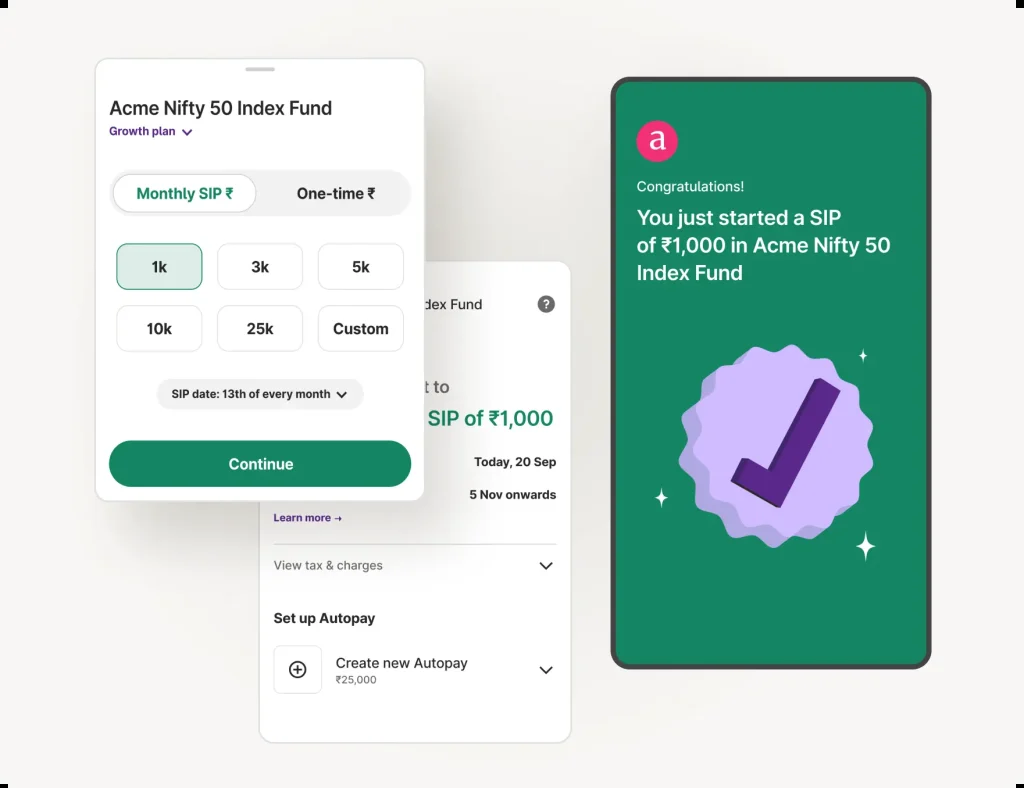 Acme Nifty 50 Index Fund
Growth plan
Monthly SIP ₹
One-time ₹
1k
3k
5k
10k
25k
Custom
SIP date: 13th of every month
Continue
dex Fund
?
t to
SIP of ₹1,000
Today, 20 Sep
5 Nov onwards
Learn more →
View tax & charges
Set up Autopay
Create new Autopay
₹25,000
a
Congratulations!
You just started a SIP
of ₹1,000 in Acme Nifty 50
Index Fund